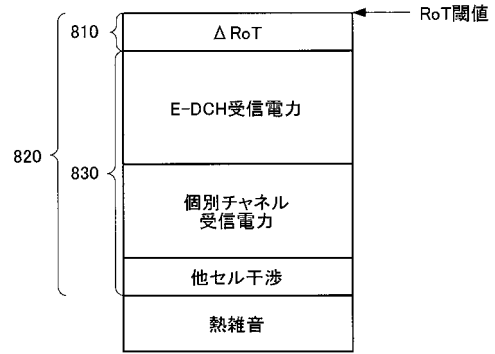 RoT閾値
810
ΔRoT
E-DCH受信電力
820
830
個別チャネル
受信電力
他セル干渉
熱雑音